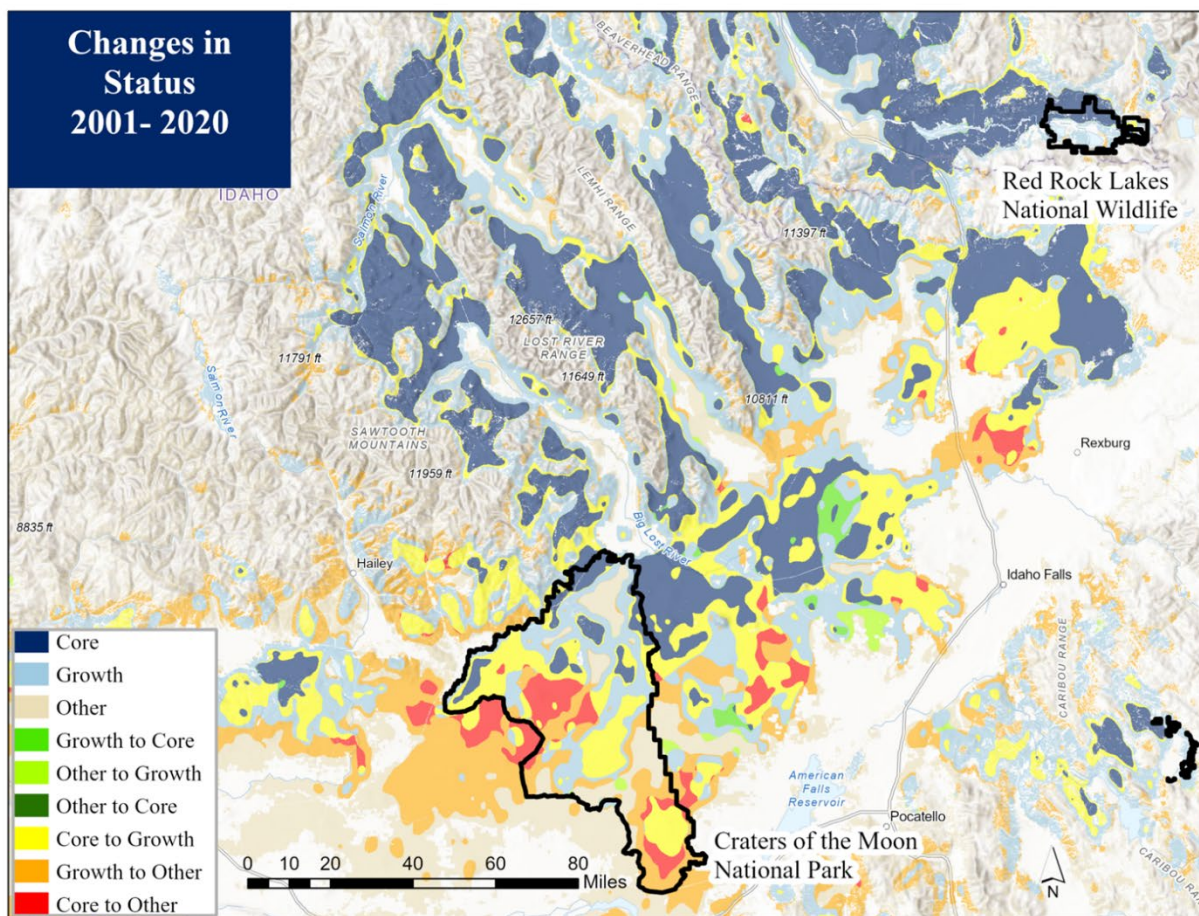 Changes in
Status
2001- 2020
IDAHO
BEAVERHEAD RANGE
Red Rock Lakes
National Wildlife
Salmon River
LEMHI RANGE
11397 ft
12657 ft
LOST RIVER
RANGE
11791 ft
11649 ft
Salmon River
10811 ft
SAWTOOTH
MOUNTAINS
11959 ft
Rexburg
8835 ft
Big Lost River
Hailey
Idaho Falls
CARIBOU RANGE
Core
Growth
Other
Growth to Core
Other to Growth
Other to Core
Core to Growth
Growth to Other
Core to Other
American
Falls
Reservoir
Pocatello
Craters of the Moon
National Park
CARIBOU RANGE
0 10 20 40 60 80
Miles
N